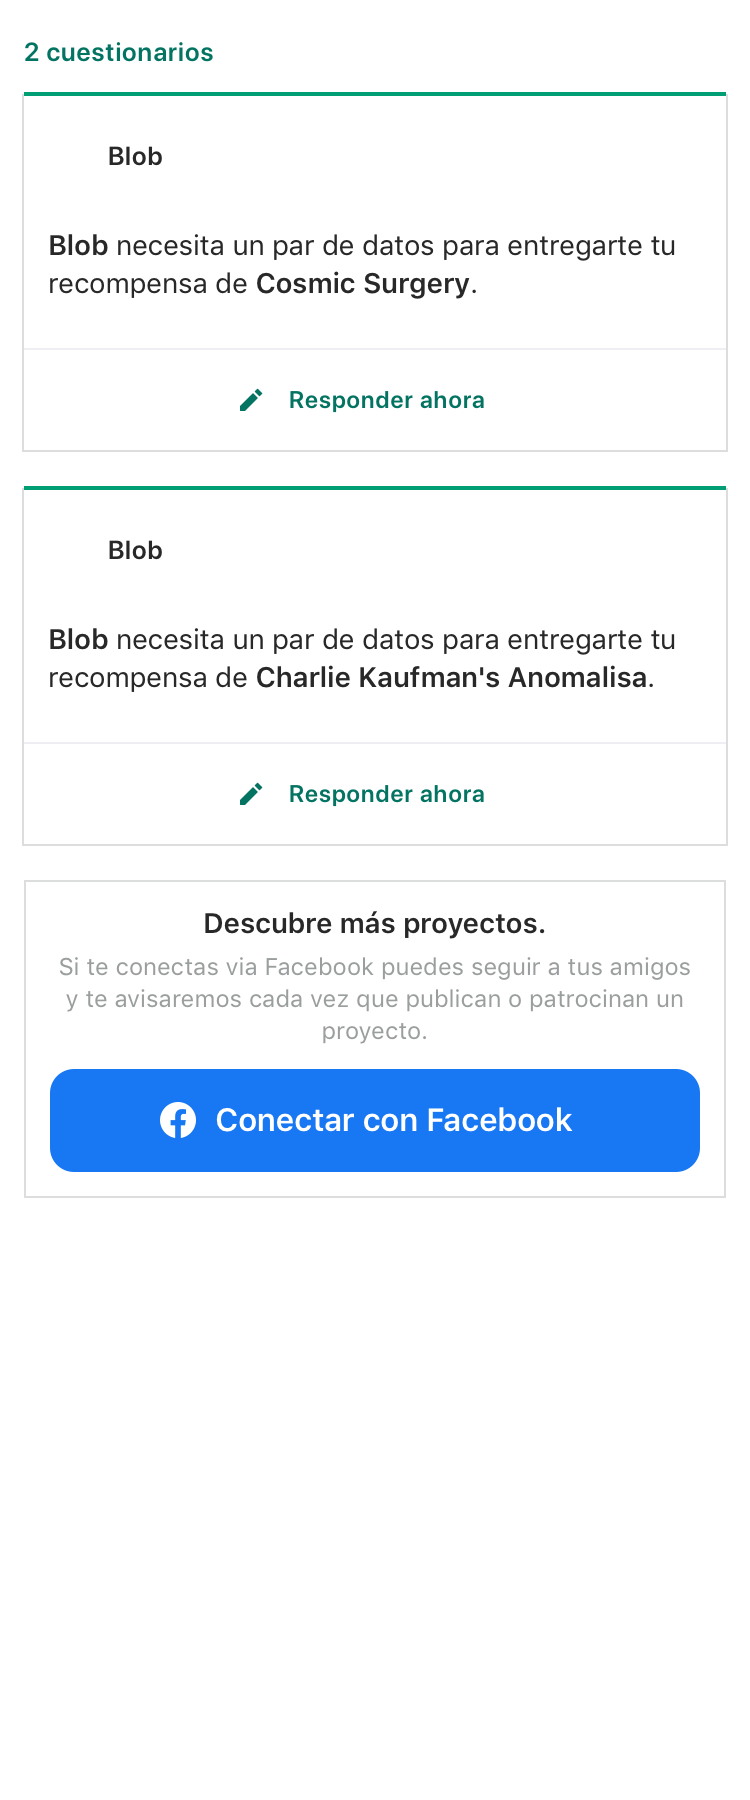 2 cuestionarios
Blob
Blob necesita un par de datos para entregarte tu
recompensa de Cosmic Surgery.
Responder ahora
Blob
Blob necesita un par de datos para entregarte tu
recompensa de Charlie Kaufman's Anomalisa.
Responder ahora
Descubre más proyectos.
Si te conectas via Facebook puedes seguir a tus amigos
y te avisaremos cada vez que publican o patrocinan un
proyecto.
Conectar con Facebook